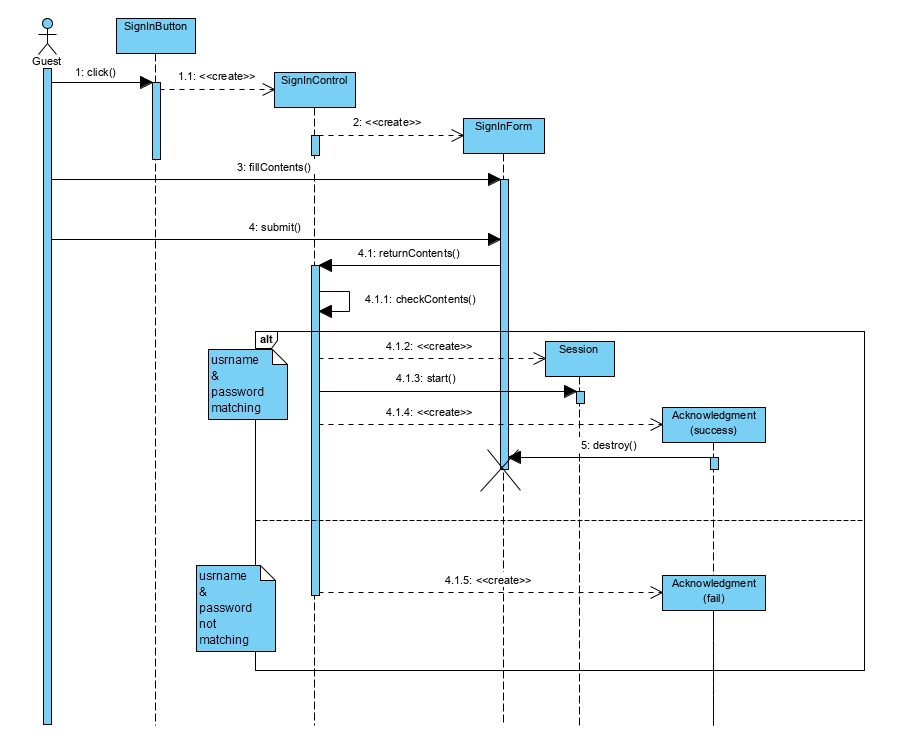 SignInButton
Guest
1: click()
1.1: <<create>>
SignInControl
2: <<create>>
SignInForm
3: fillContents()
4: submit()
4.1: returnContents()
4.1.1: checkContents()
alt
usrname
&
password
matching
4.1.2: <<create>>
Session
4.1.3: start()
4.1.4: <<create>>
Acknowledgment
(success)
5: destroy()
usrname
&
password
not
matching
4.1.5: <<create>>
Acknowledgment
(fail)